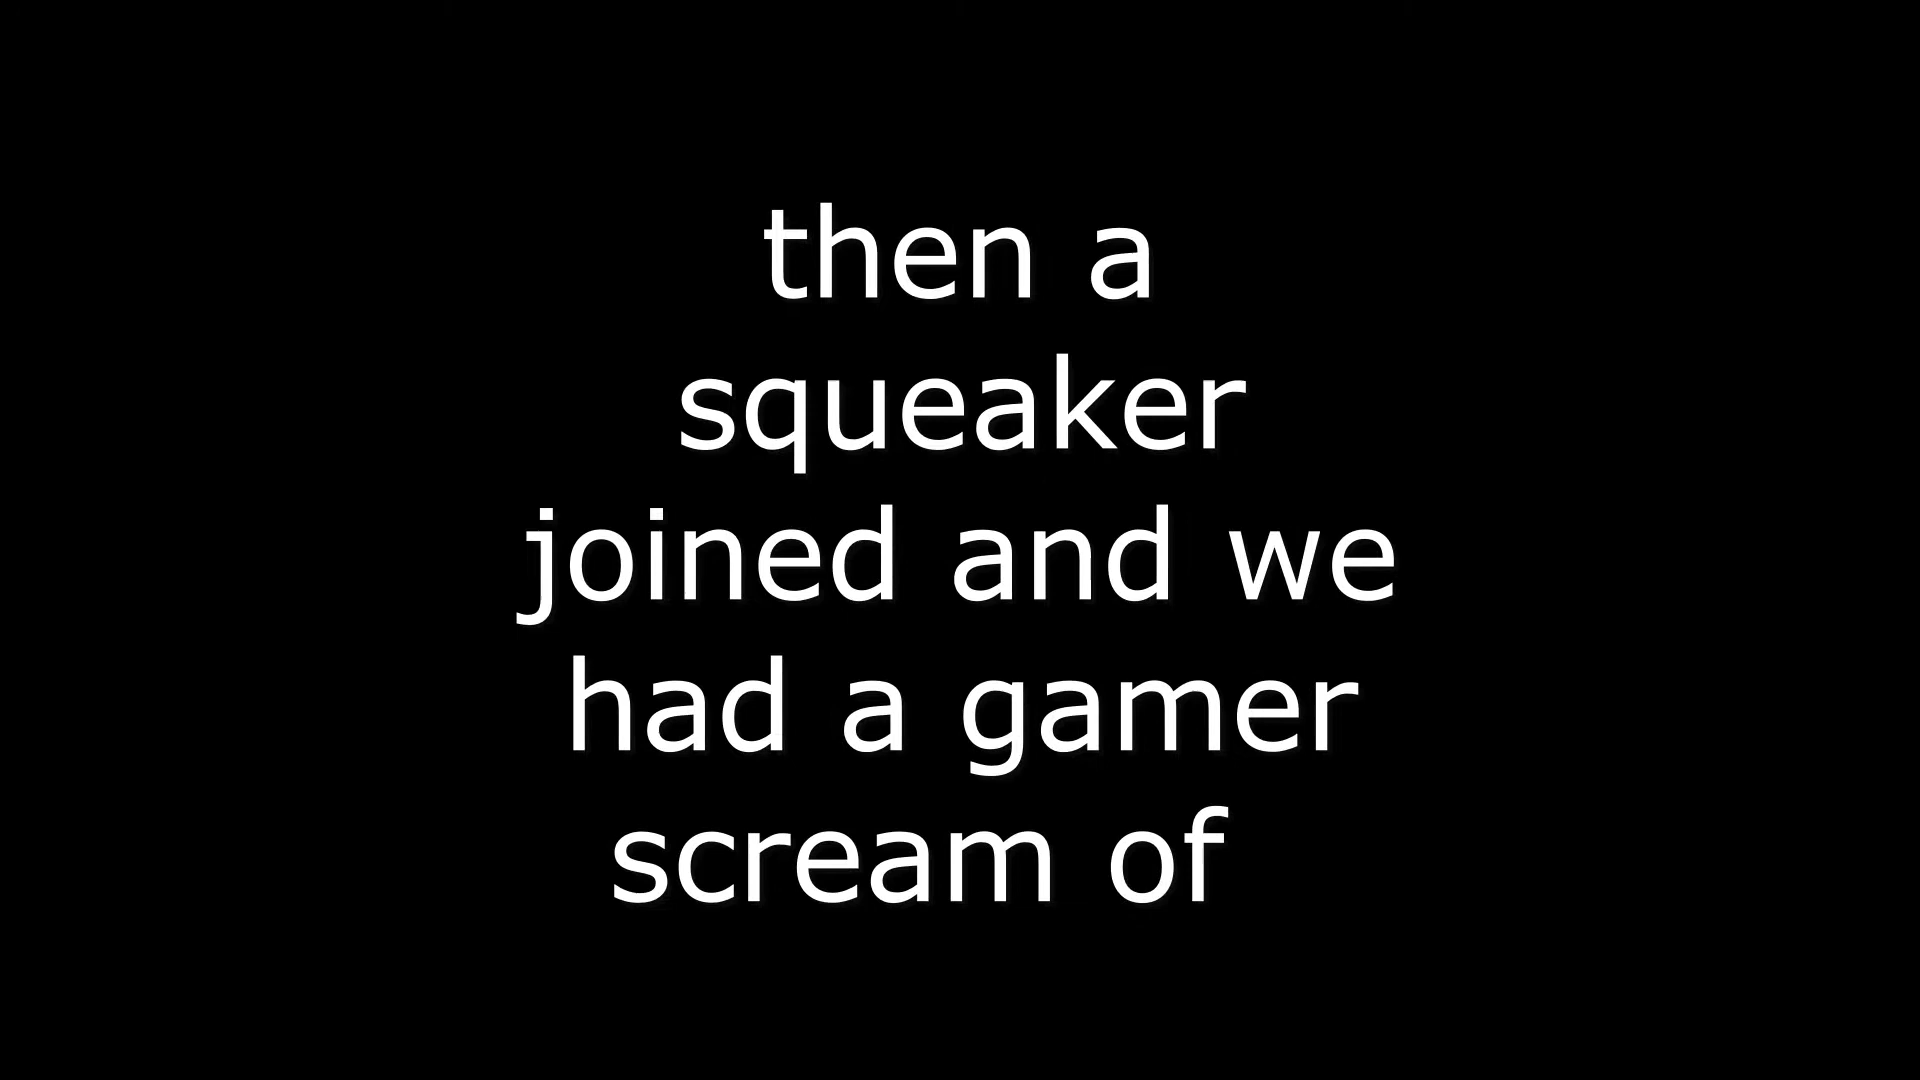 then a
squeaker
joined and we
had a gamer
scream of